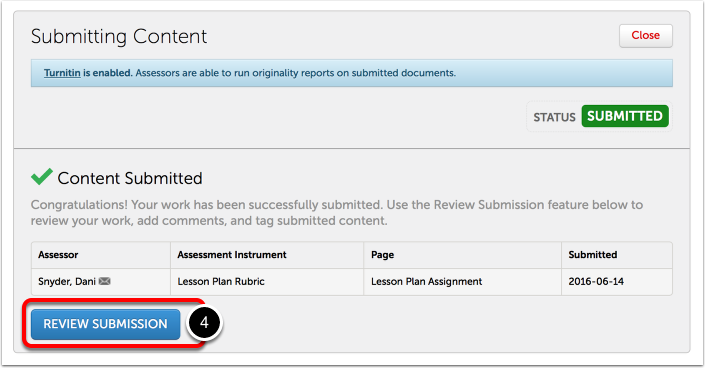 Submitting Content
Close
Turnitin is enabled. Assessors are able to run originality reports on submitted documents.
STATUS SUBMITTED
Content Submitted
Congratulations! Your work has been successfully submitted. Use the Review Submission feature below to
review your work, add comments, and tag submitted content.
Assessor Assessment Instrument Page Submitted
Snyder, Dani Lesson Plan Rubric Lesson Plan Assignment 2016-06-14
REVIEW SUBMISSION 4